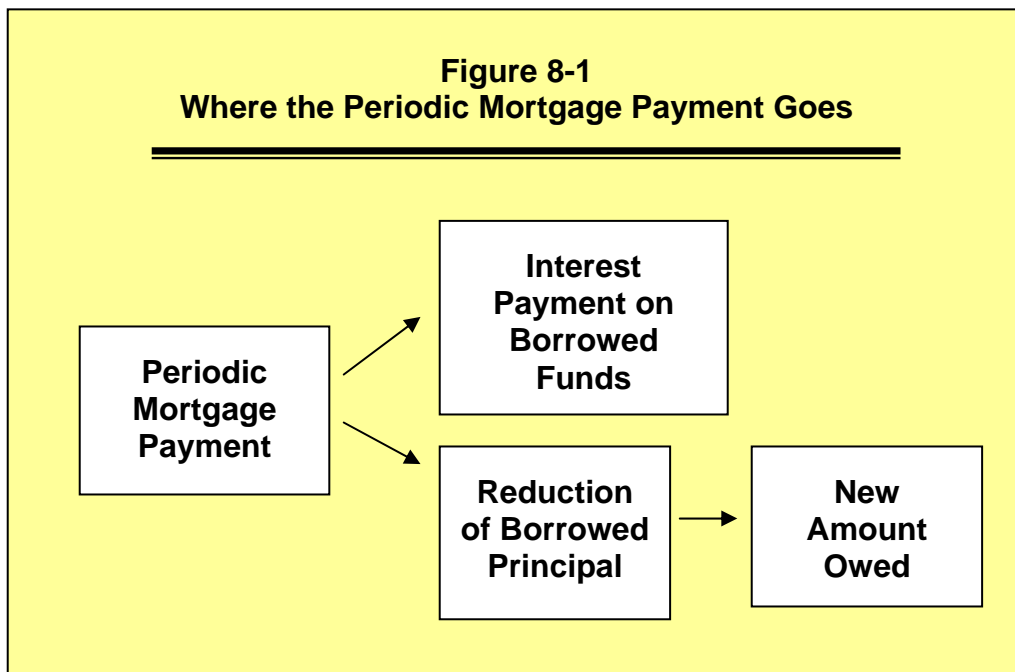 Figure 8-1
Where the Periodic Mortgage Payment Goes
Interest
Payment on
Borrowed
Funds
Periodic
Mortgage
Payment
Reduction
of Borrowed
Principal
New
Amount
Owed